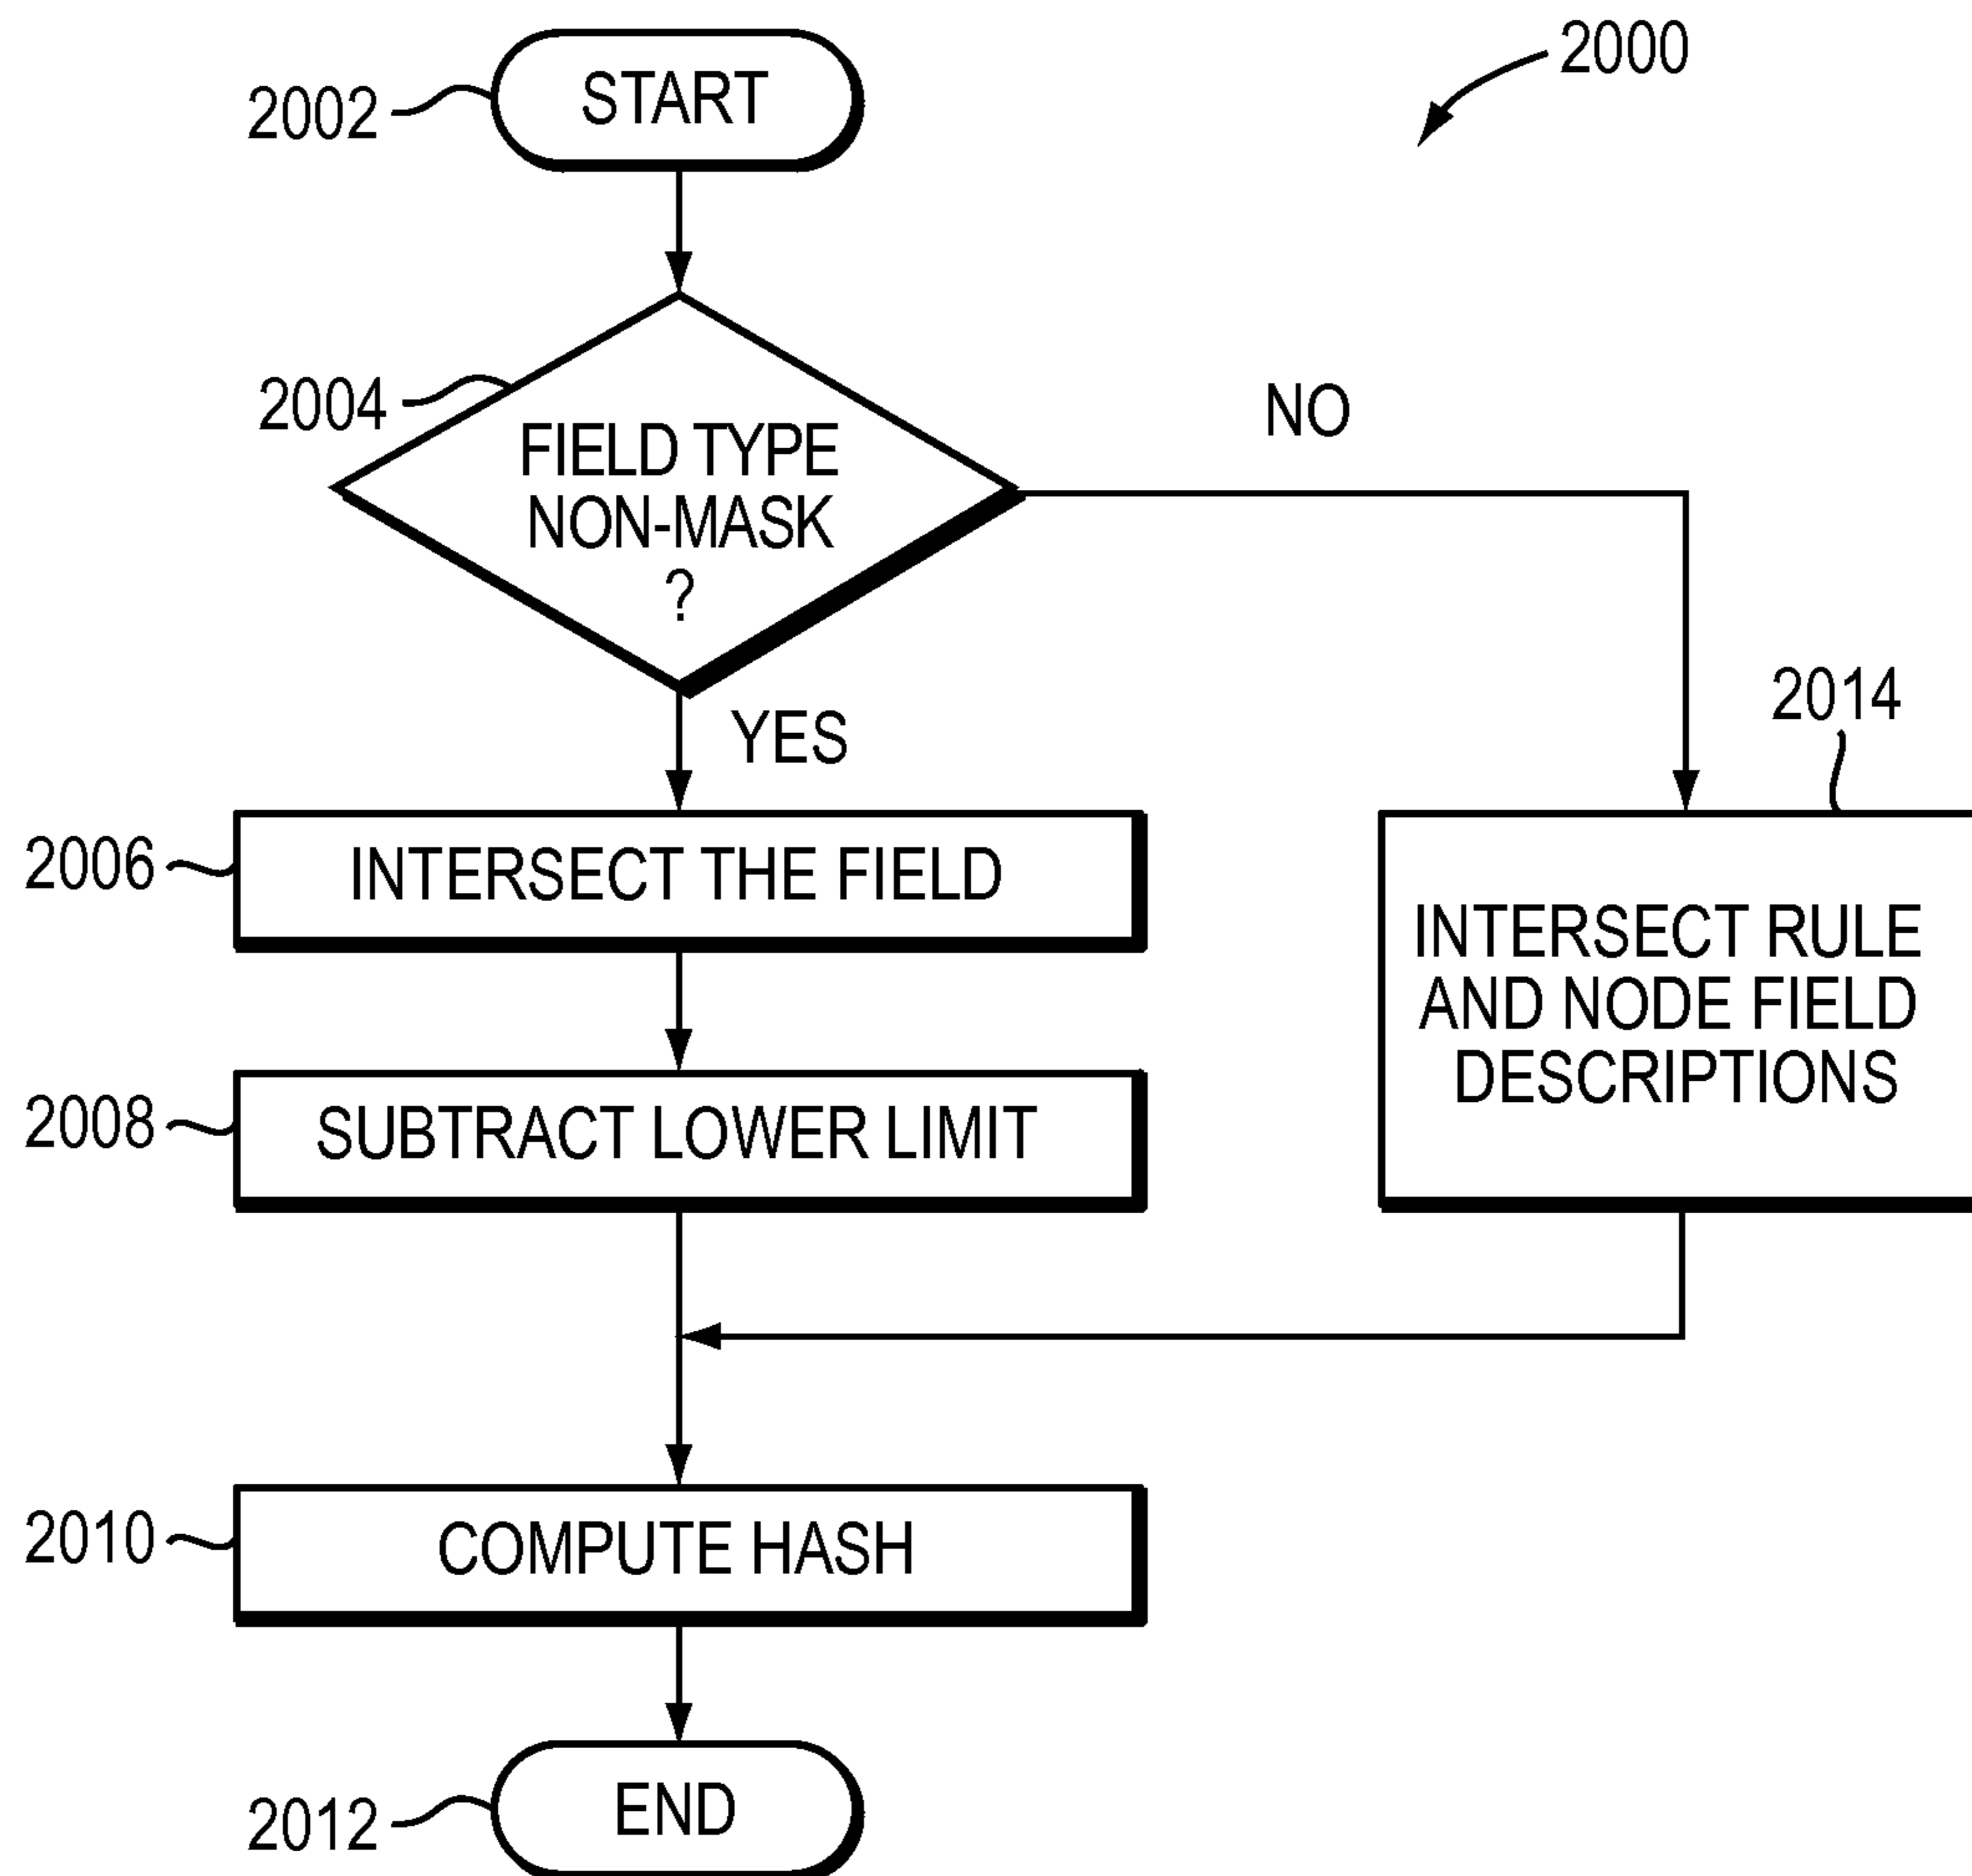 2000
2002
START
2004
FIELD TYPE
NON-MASK
?
NO
YES
2014
2006
INTERSECT THE FIELD
INTERSECT RULE
AND NODE FIELD
DESCRIPTIONS
2008
SUBTRACT LOWER LIMIT
2010
COMPUTE HASH
2012
END